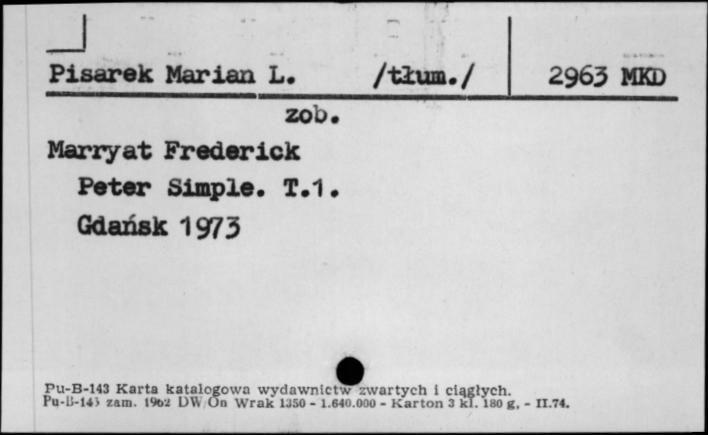 Pisarek Marian L. /tłum./ 2963 MKD
zob.
Marryat Frederick
Peter Simple. T.1.
Gdańsk 1973
Pu-B-143 Karta katalogowa wydawnictw zwartych i ciągłych.
Pu-B-143 zam. 1962 DW/On Wrak 1350 - 1.640.000 - Karton 3 kl. 180 g. - II.74.